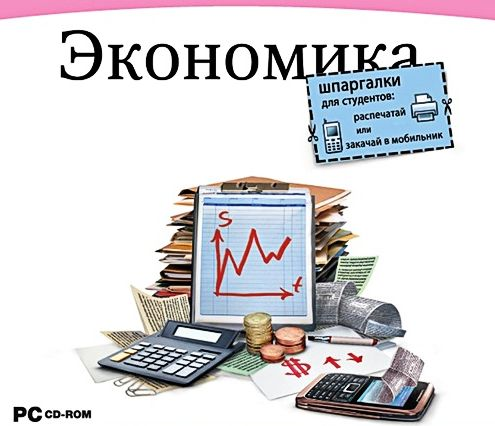 Экономика
шпаргалки
для студентов:
распечатай
или
закачай в мобильник
S
t
$
PC CD-ROM